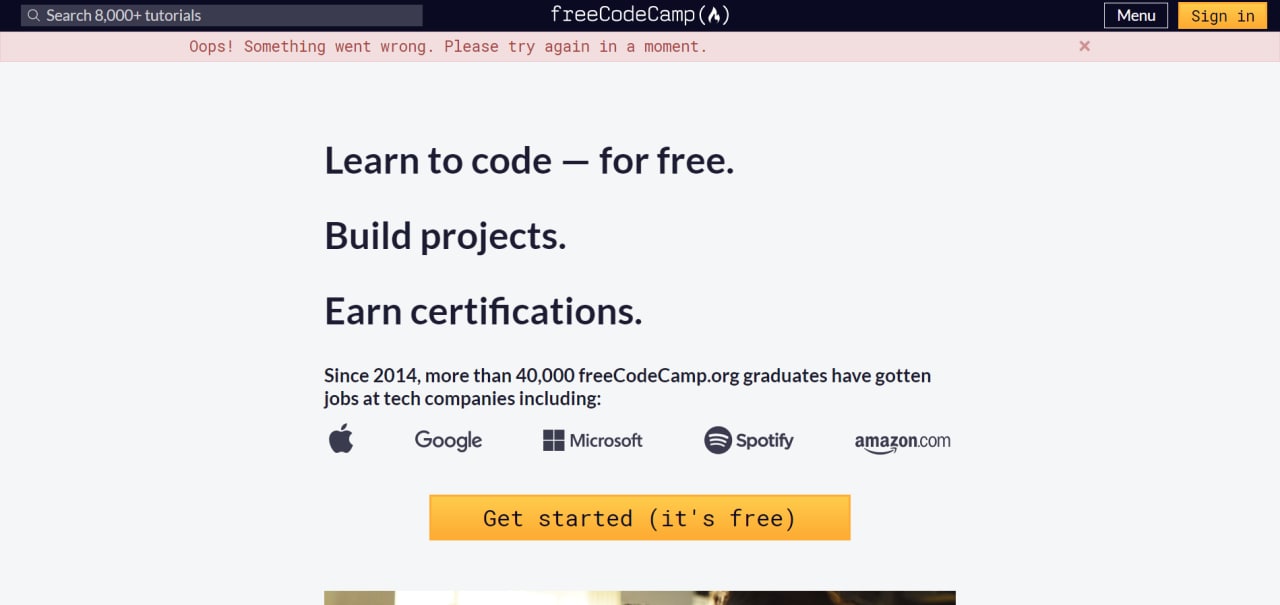 Search 8,000+ tutorials
freeCodeCamp
Menu
Sign in
Oops! Something went wrong. Please try again in a moment.
Learn to code — for free.
Build projects.
Earn certifications.
Since 2014, more than 40,000 freeCodeCamp.org graduates have gotten
jobs at tech companies including:
Google
Microsoft
Spotify
amazon.com
Get started (it's free)